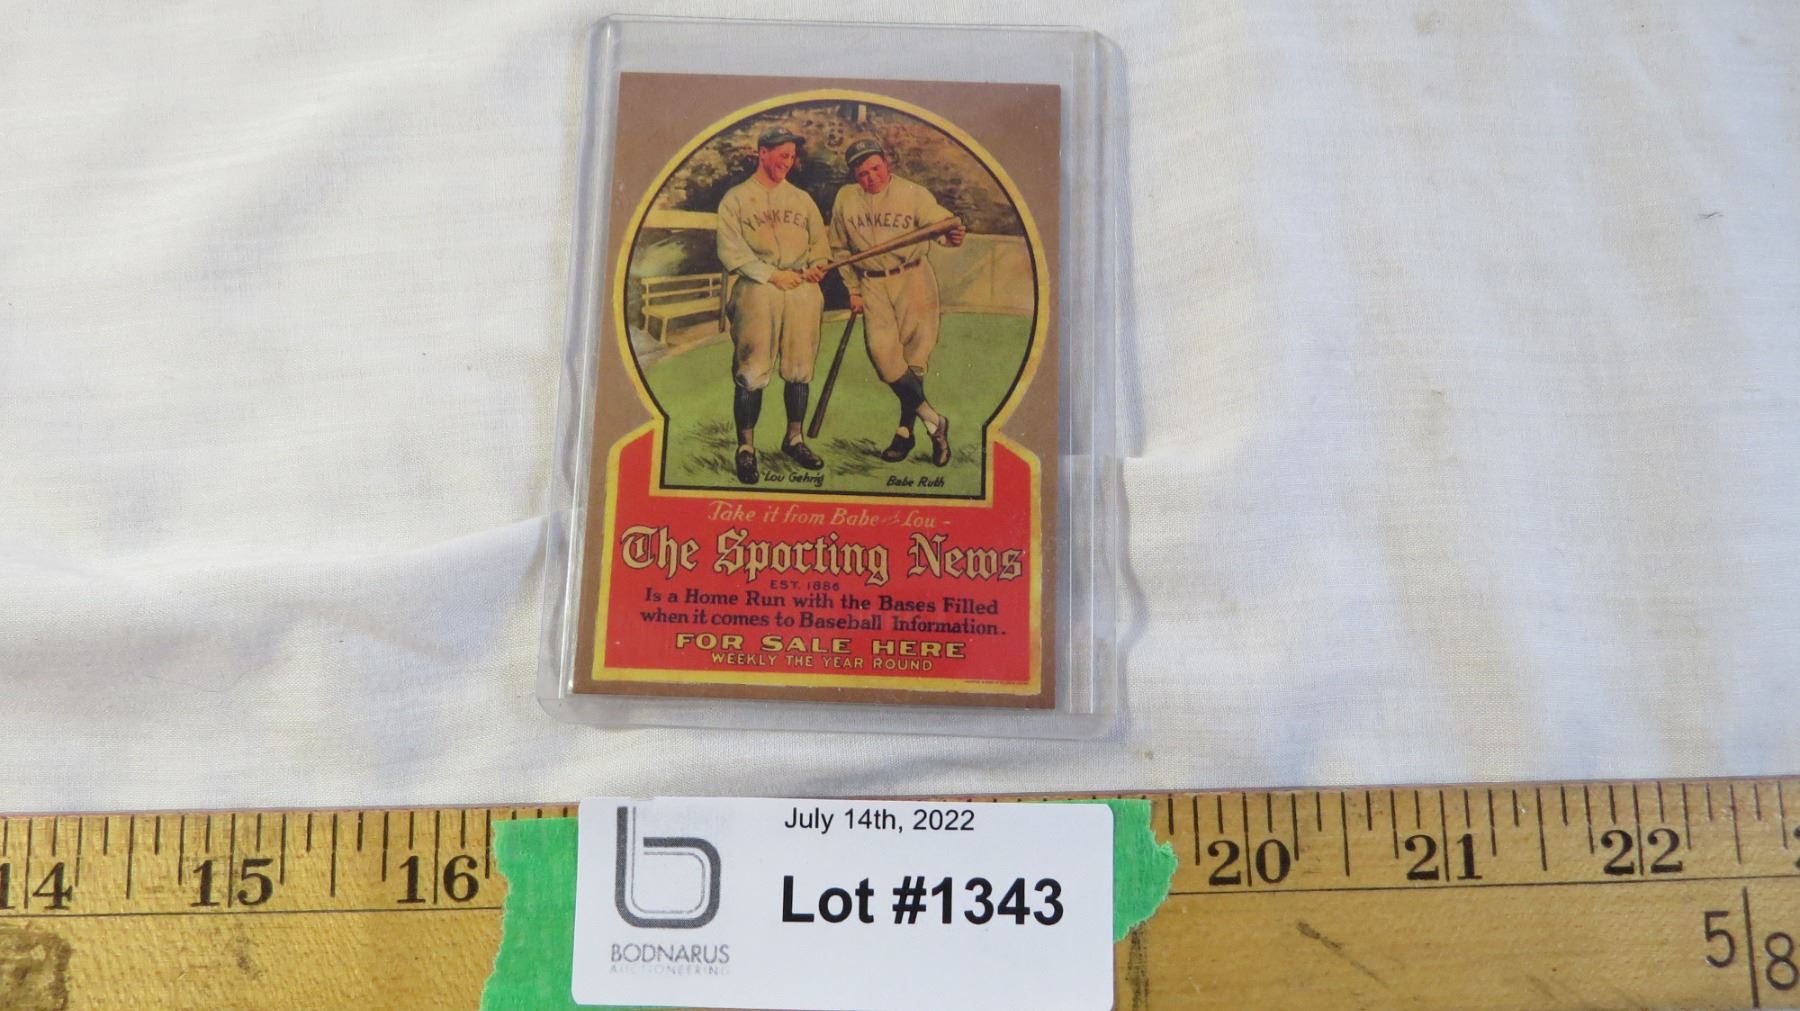 YANKEES
YANKEES
Lou Gehrig
Babe Ruth
Take it from Babe and Lou -
The Sporting News
EST. 1886
Is a Home Run with the Bases Filled
when it comes to Baseball Information.
FOR SALE HERE
WEEKLY THE YEAR ROUND
14 15 16 20 21 22
July 14th, 2022
Lot #1343
BODNARUS
AUCTIONEERING
5 8